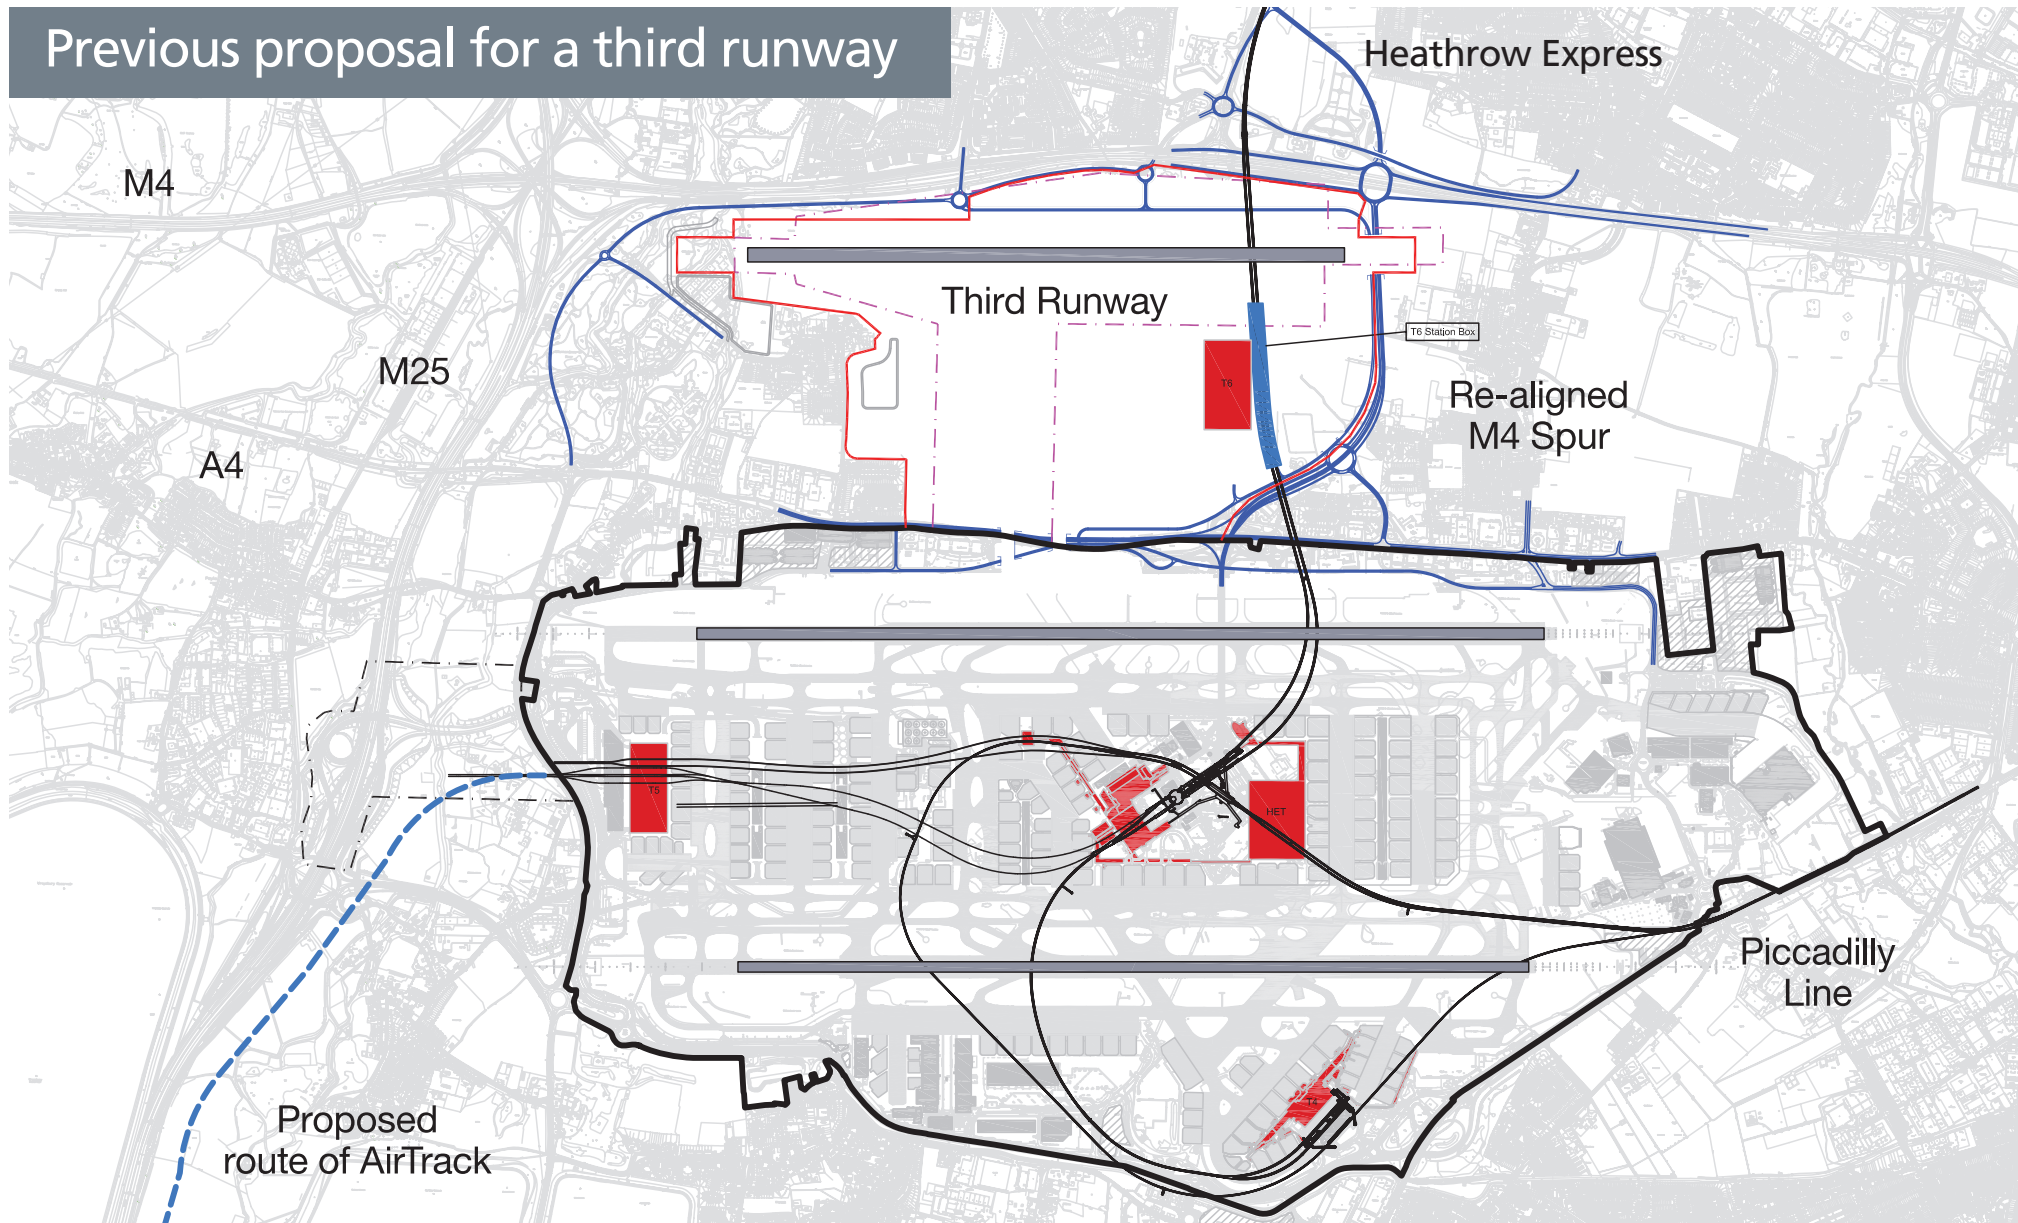 Previous proposal for a third runway
Heathrow Express
M4
Third Runway
T6 Station Box
M25
T6
Re-aligned
M4 Spur
A4
T5
HET
Piccadilly
Line
T4
Proposed
route of AirTrack